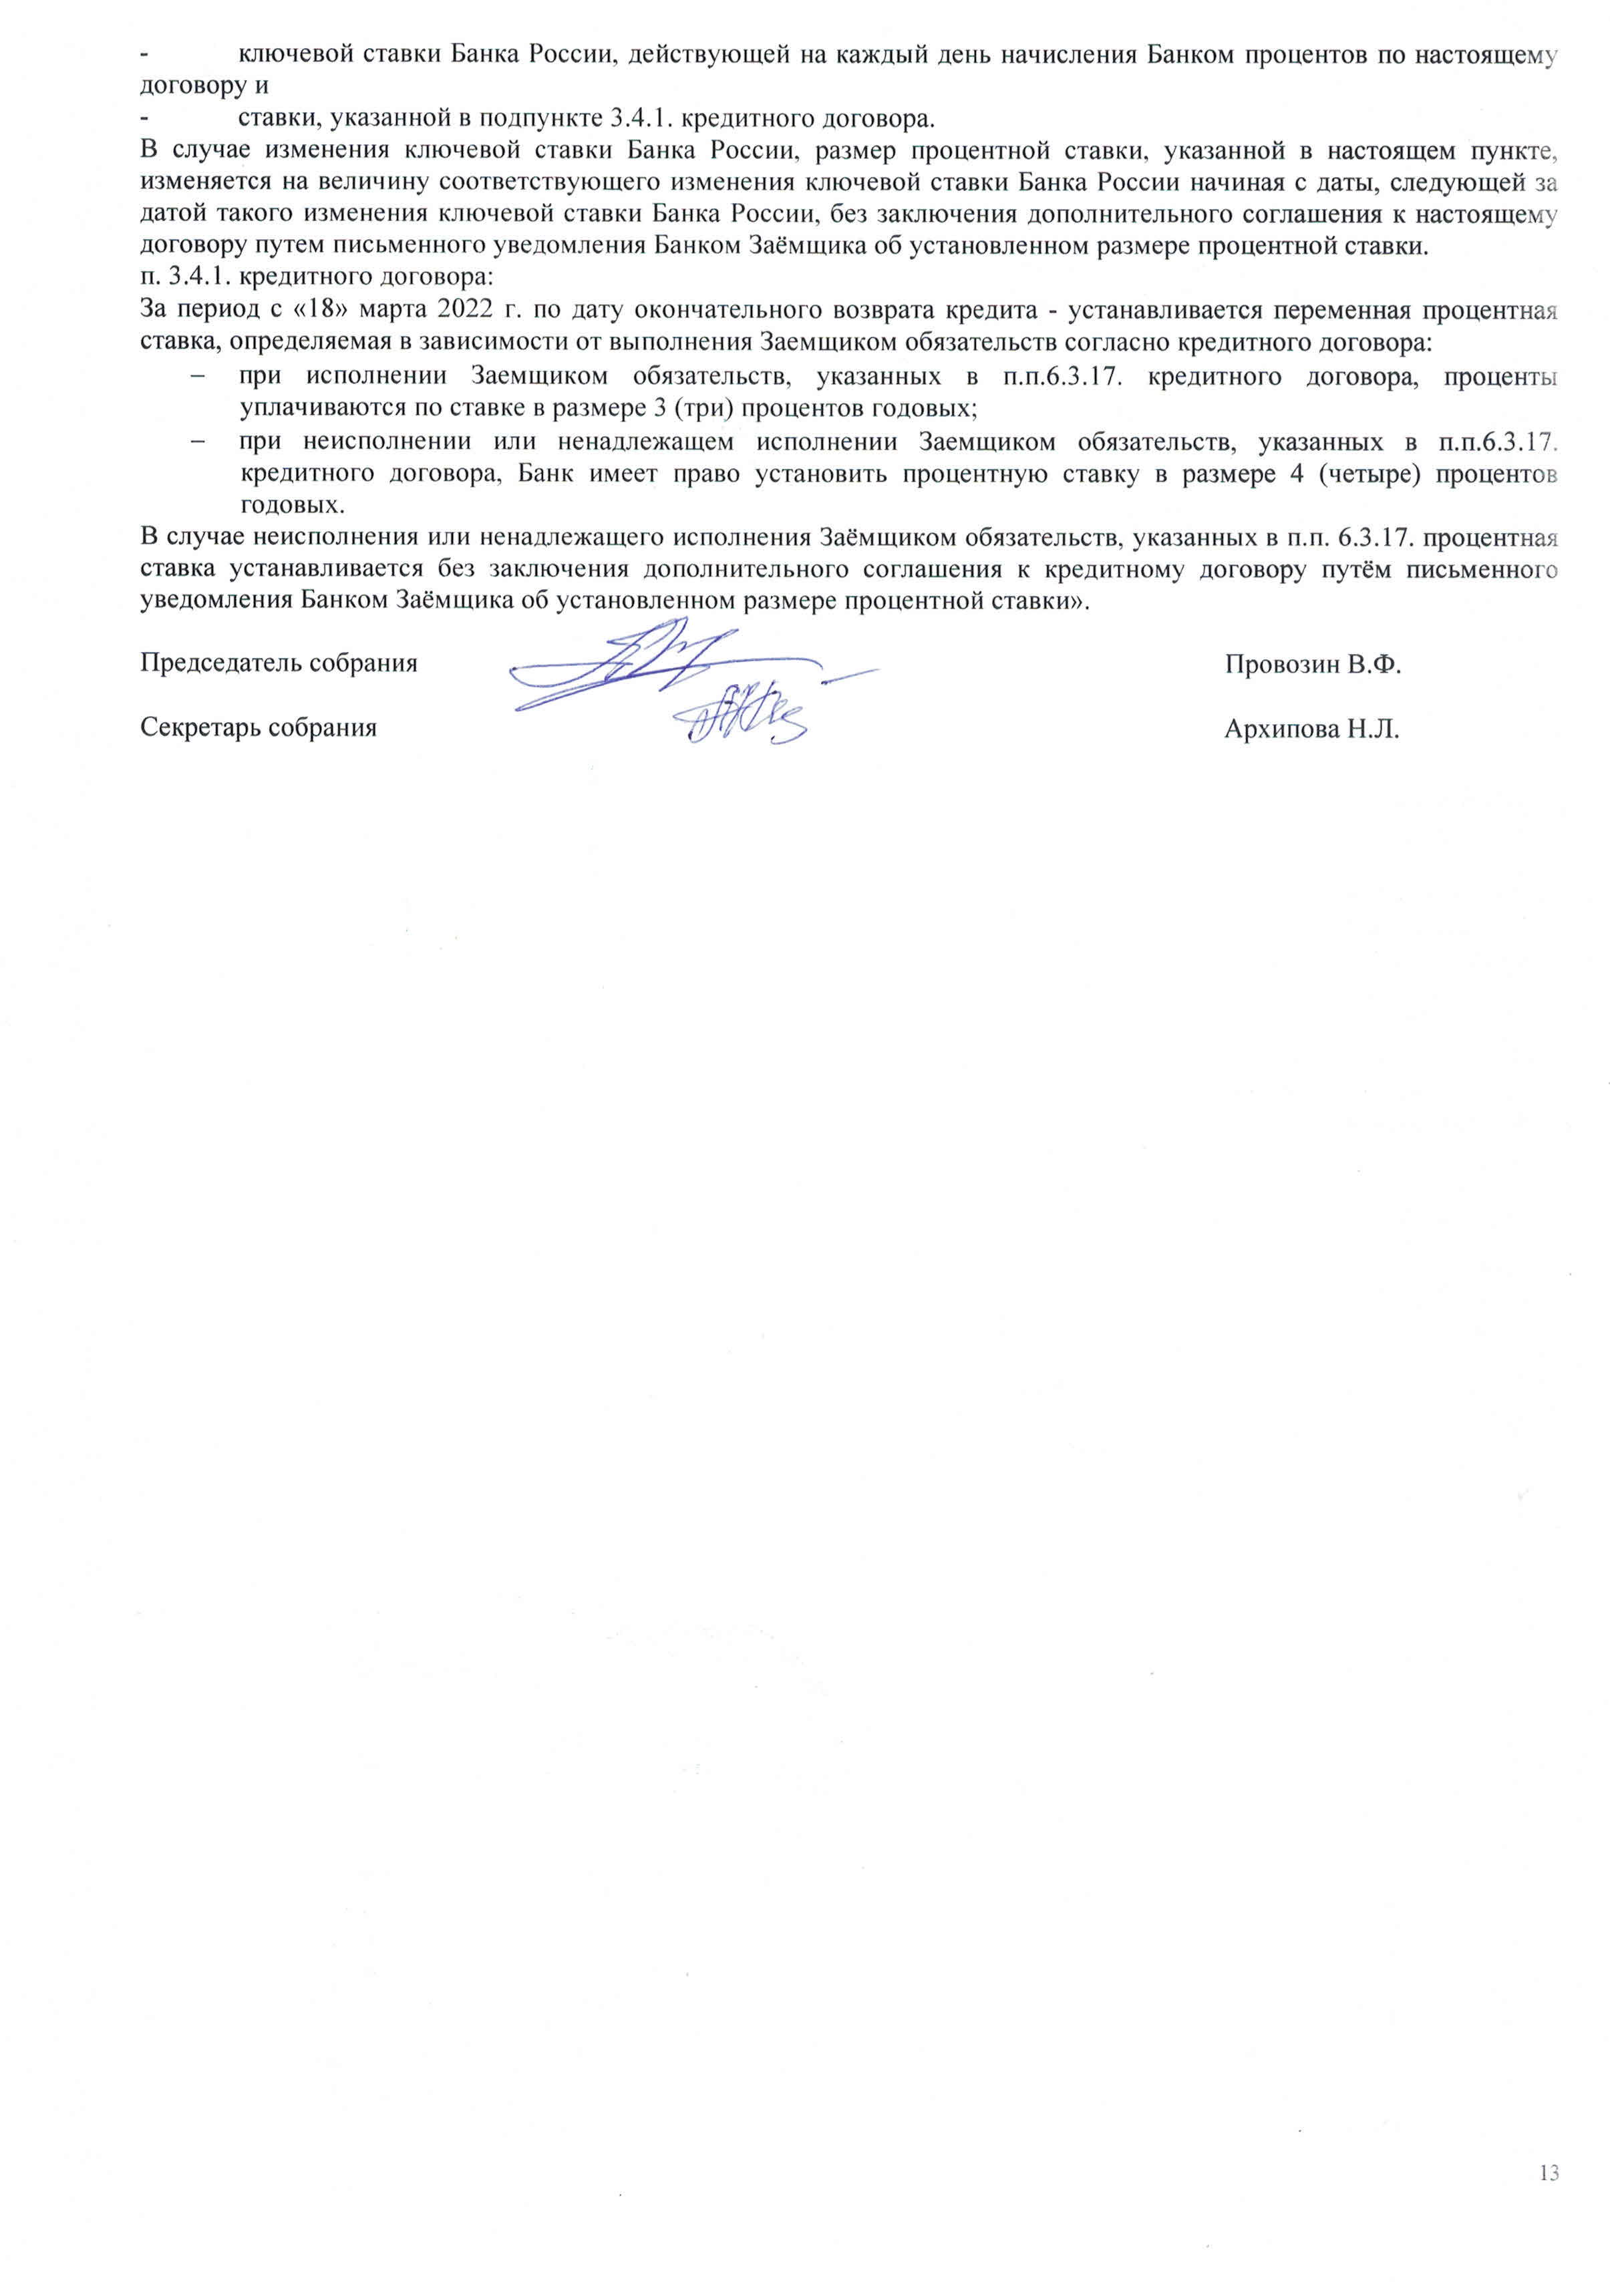 - ключевой ставки Банка России, действующей на каждый день начисления Банком процентов по настоящему
договору и
- ставки, указанной в подпункте 3.4.1. кредитного договора.
В случае изменения ключевой ставки Банка России, размер процентной ставки, указанной в настоящем пункте,
изменяется на величину соответствующего изменения ключевой ставки Банка России начиная с даты, следующей за
датой такого изменения ключевой ставки Банка России, без заключения дополнительного соглашения к настоящему
договору путем письменного уведомления Банком Заёмщика об установленном размере процентной ставки.
п. 3.4.1. кредитного договора:
За период с «18» марта 2022 г. по дату окончательного возврата кредита - устанавливается переменная процентная
ставка, определяемая в зависимости от выполнения Заемщиком обязательств согласно кредитного договора:
– при исполнении Заемщиком обязательств, указанных в п.п.6.3.17. кредитного договора, проценты
уплачиваются по ставке в размере 3 (три) процентов годовых;
– при неисполнении или ненадлежащем исполнении Заемщиком обязательств, указанных в п.п.6.3.17.
кредитного договора, Банк имеет право установить процентную ставку в размере 4 (четыре) процентов
годовых.
В случае неисполнения или ненадлежащего исполнения Заёмщиком обязательств, указанных в п.п. 6.3.17. процентная
ставка устанавливается без заключения дополнительного соглашения к кредитному договору путём письменного
уведомления Банком Заёмщика об установленном размере процентной ставки».
Председатель собрания Провозин В.Ф.
Секретарь собрания Архипова Н.Л.
13